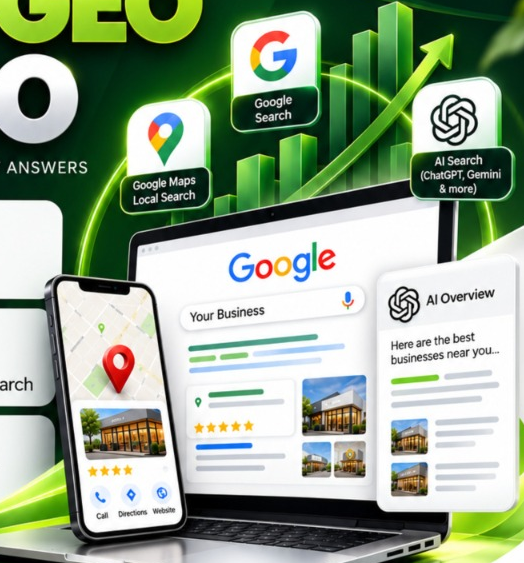 GEO
O
ANSWERS
Google
Search
Google Maps
Local Search
AI Search
(ChatGPT, Gemini
& more)
Google
Your Business
AI Overview
Here are the best
businesses near you...
arch
Call
Directions
Website